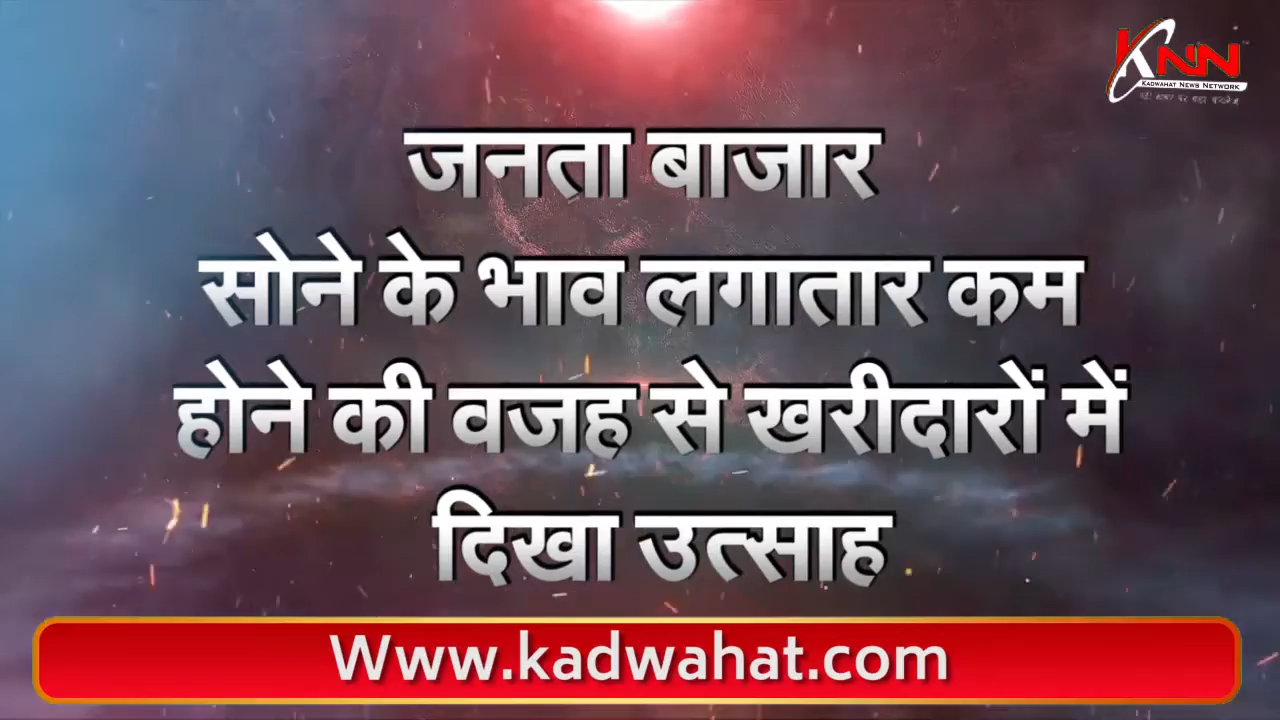 KNN
KADWAHAT NEWS NETWORK
जनता बाजार
सोने के भाव लगातार कम
होने की वजह से खरीदारों में
दिखा उत्साह
Www.kadwahat.com